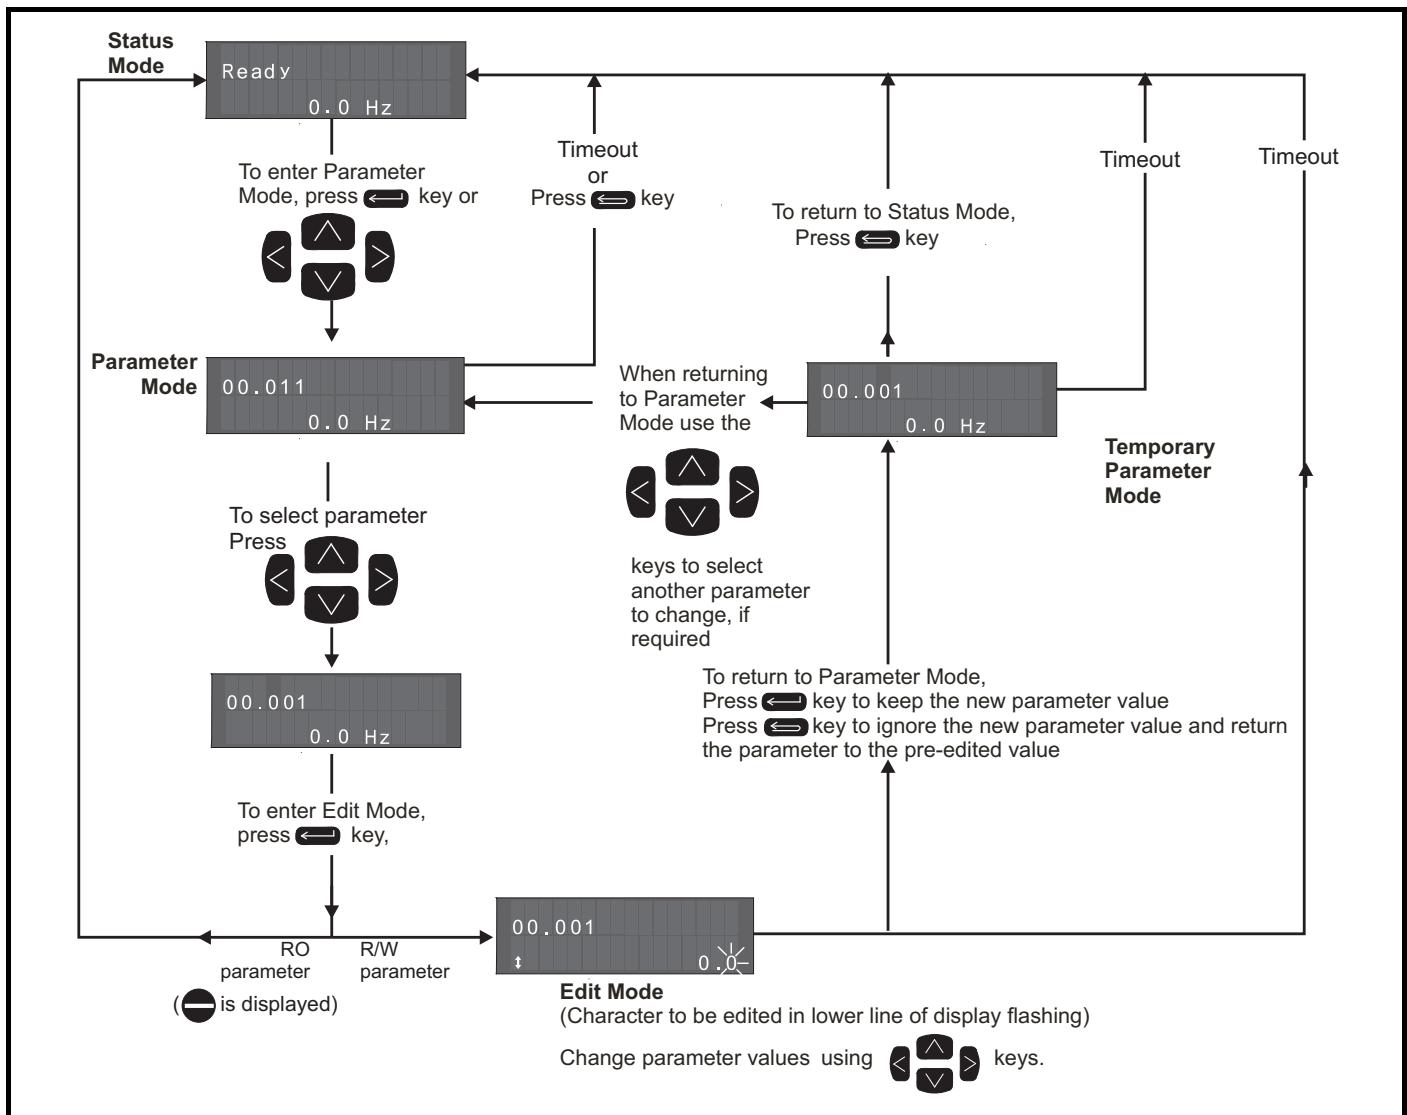 Status
Mode
Ready
0.0 Hz
To enter Parameter
Mode, press key or
Timeout
or
Press key
To return to Status Mode,
Press key
Timeout
Timeout
Parameter
Mode
00.011
0.0 Hz
When returning
to Parameter
Mode use the
keys to select
another parameter
to change, if
required
00.001
0.0 Hz
Temporary
Parameter
Mode
To select parameter
Press
00.001
0.0 Hz
To return to Parameter Mode,
Press key to keep the new parameter value
Press key to ignore the new parameter value and return
the parameter to the pre-edited value
To enter Edit Mode,
press key,
RO
parameter
( is displayed)
R/W
parameter
00.001
0.0
Edit Mode
(Character to be edited in lower line of display flashing)
Change parameter values using keys.